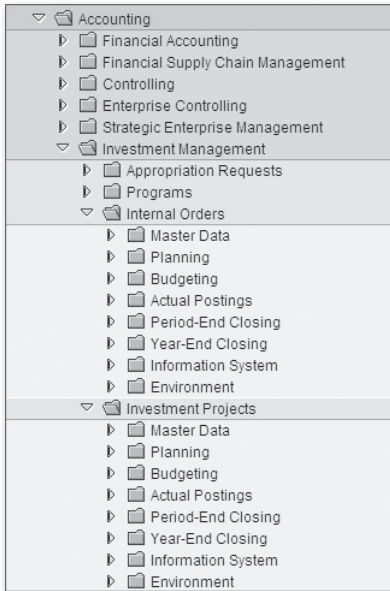 Accounting
Financial Accounting
Financial Supply Chain Management
Controlling
Enterprise Controlling
Strategic Enterprise Management
Investment Management
Appropriation Requests
Programs
Internal Orders
Master Data
Planning
Budgeting
Actual Postings
Period-End Closing
Year-End Closing
Information System
Environment
Investment Projects
Master Data
Planning
Budgeting
Actual Postings
Period-End Closing
Year-End Closing
Information System
Environment